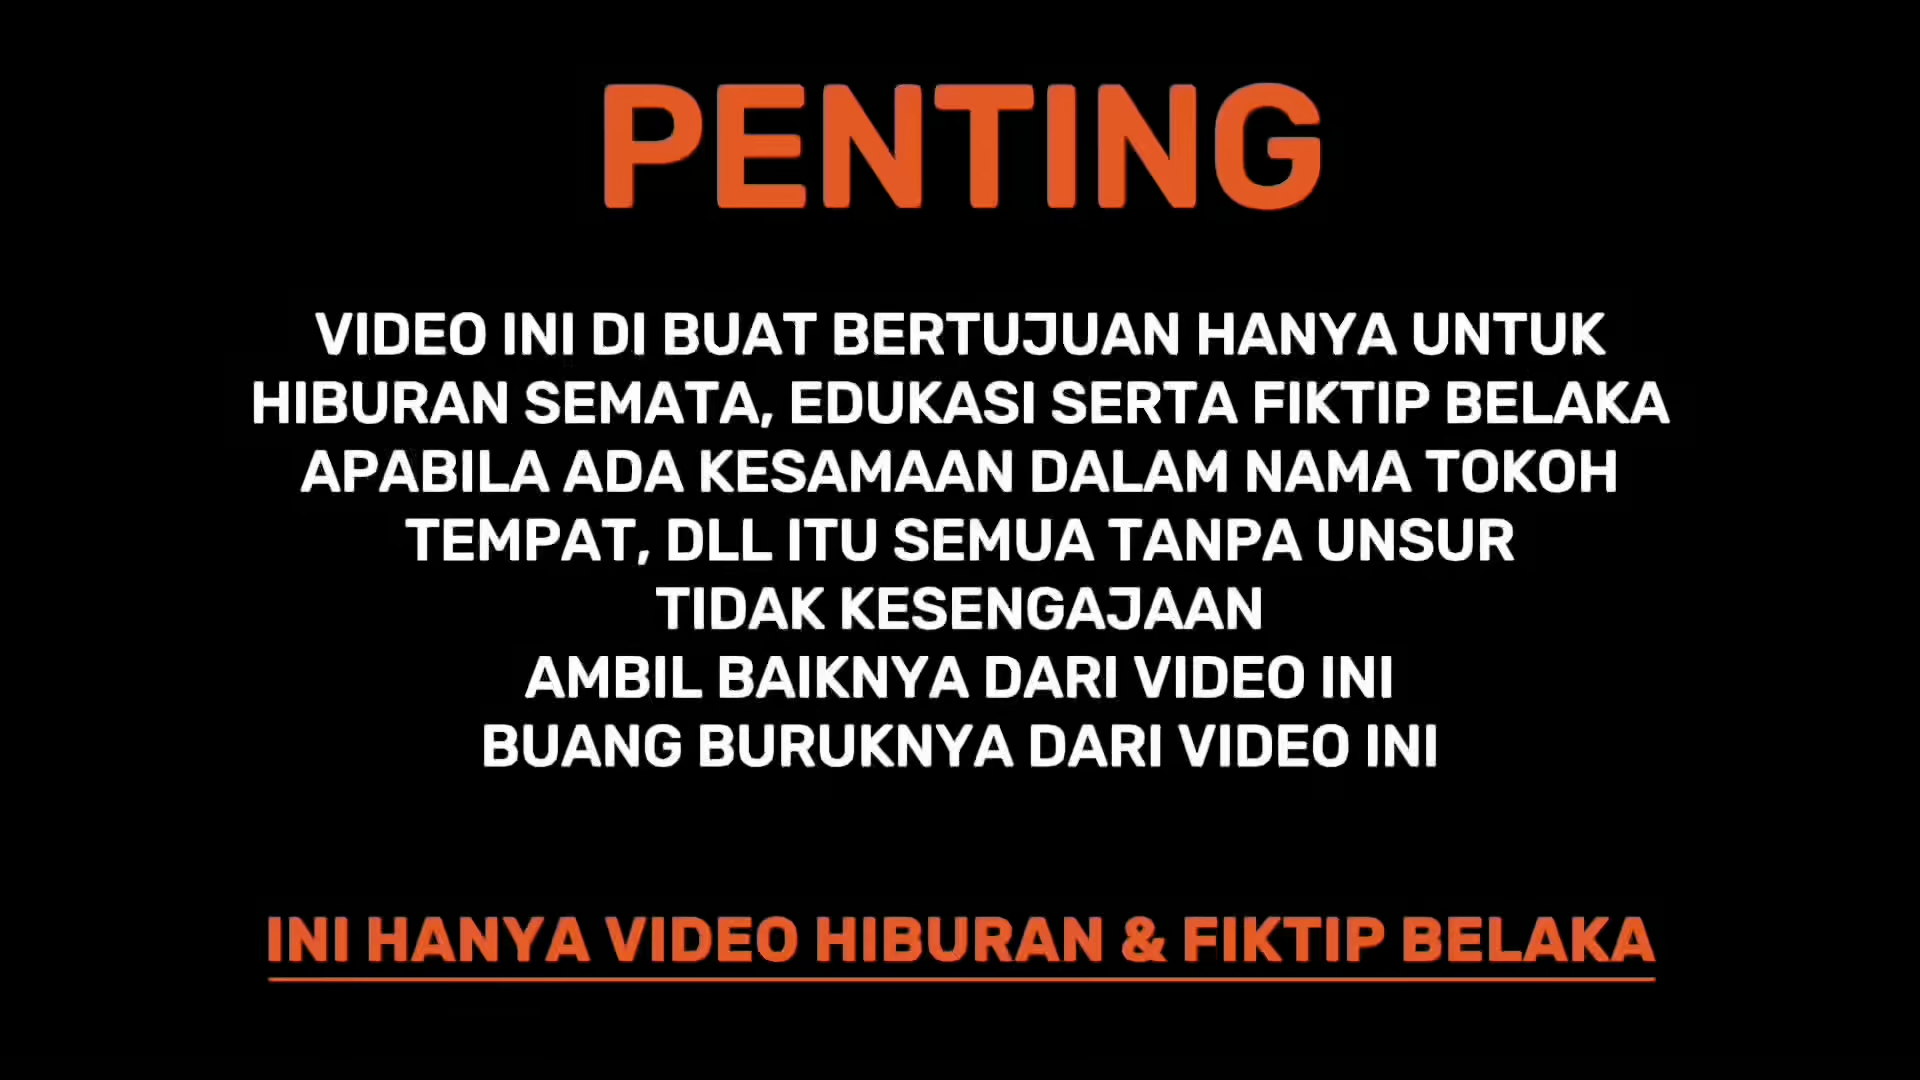 PENTING
VIDEO INI DI BUAT BERTUJUAN HANYA UNTUK
HIBURAN SEMATA, EDUKASI SERTA FIKTIP BELAKA
APABILA ADA KESAMAAN DALAM NAMA TOKOH
TEMPAT, DLL ITU SEMUA TANPA UNSUR
TIDAK KESENGAJAAN
AMBIL BAIKNYA DARI VIDEO INI
BUANG BURUKNYA DARI VIDEO INI
INI HANYA VIDEO HIBURAN & FIKTIP BELAKA